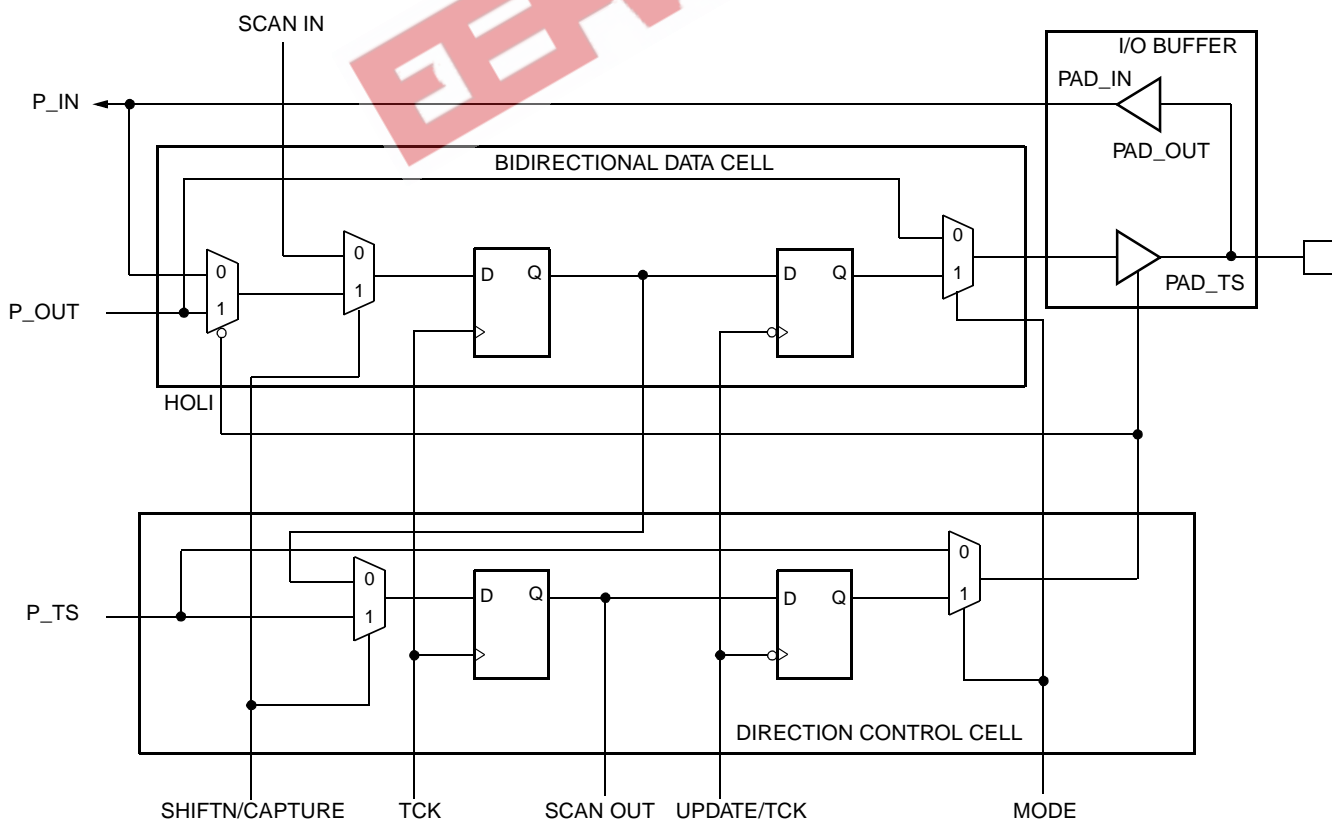 SCAN IN
I/O BUFFER
P_IN
PAD_IN
PAD_OUT
BIDIRECTIONAL DATA CELL
0
1
0
1
D Q
D Q
0
1
PAD_TS
P_OUT
HOLI
P_TS
0
1
D Q
D Q
0
1
DIRECTION CONTROL CELL
SHIFTN/CAPTURE
TCK
SCAN OUT
UPDATE/TCK
MODE